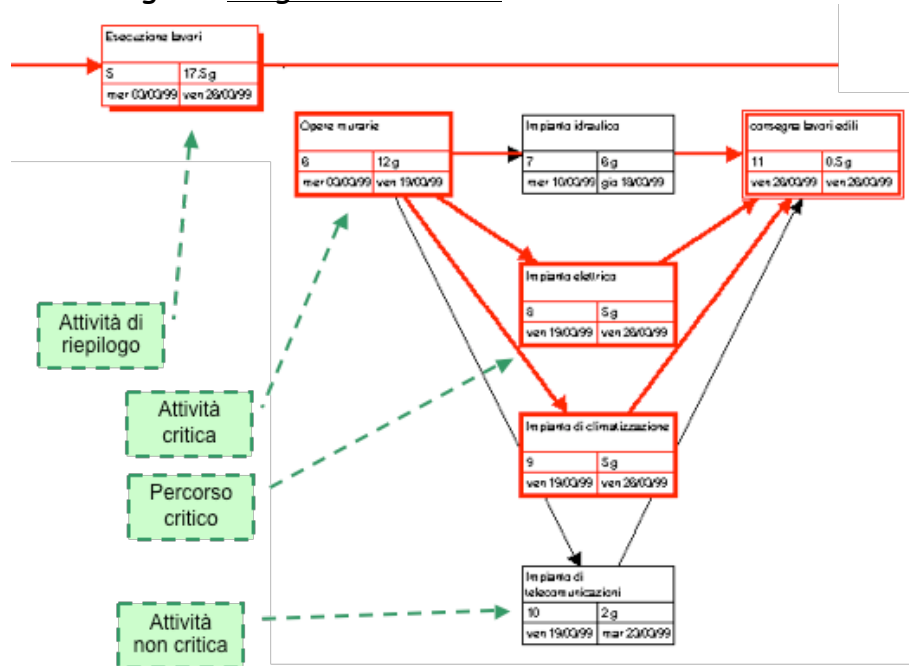 Esecuzione lavori
5 17.5g
mer 03/03/99 ven 26/03/99
Opere murarie
6 12g
mer 03/03/99 ven 19/03/99
Impianto idraulico
7 6g
mer 10/03/99 gio 18/03/99
consegna lavori edili
11 0.5g
ven 26/03/99 ven 26/03/99
Impianto elettrico
8 5g
ven 19/03/99 ven 26/03/99
Impianto di climatizzazione
9 5g
ven 19/03/99 ven 26/03/99
Impianto di
telecomunicazioni
10 2g
ven 19/03/99 mar 23/03/99
Attività di
riepilogo
Attività
critica
Percorso
critico
Attività
non critica